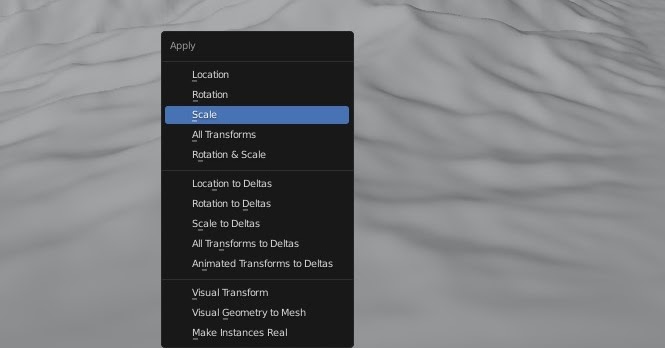 Apply
Location
Rotation
Scale
All Transforms
Rotation & Scale
Location to Deltas
Rotation to Deltas
Scale to Deltas
All Transforms to Deltas
Animated Transforms to Deltas
Visual Transform
Visual Geometry to Mesh
Make Instances Real